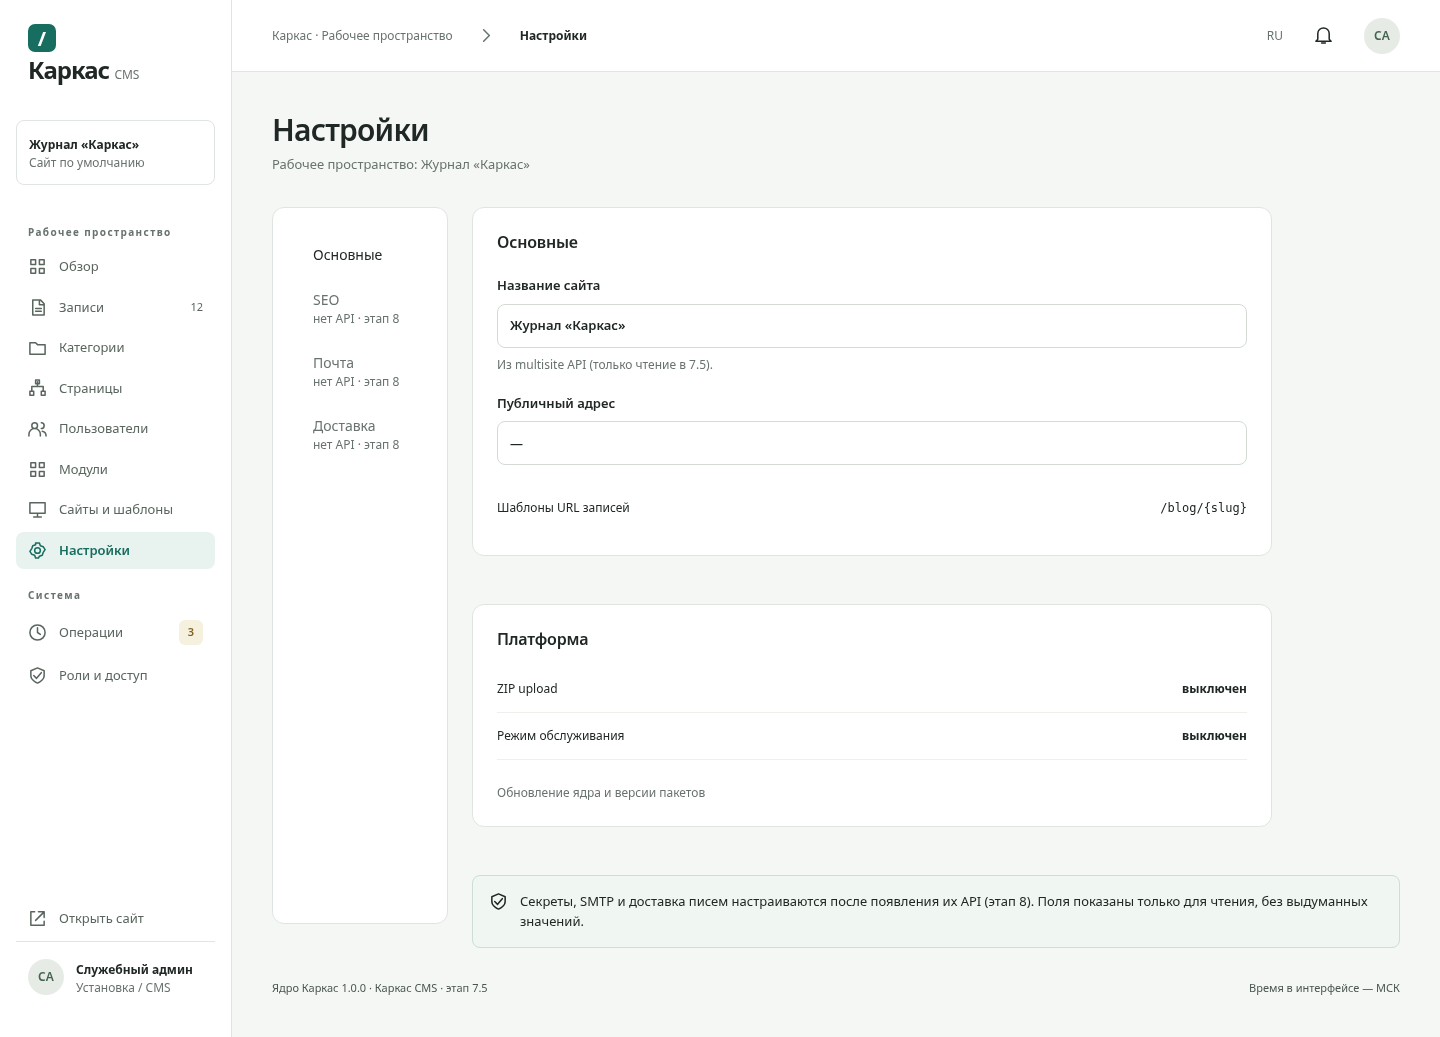 /
Каркас CMS
Журнал «Каркас»
Сайт по умолчанию
Рабочее пространство
Обзор
Записи 12
Категории
Страницы
Пользователи
Модули
Сайты и шаблоны
Настройки
Система
Операции 3
Роли и доступ
Открыть сайт
СА
Служебный админ
Установка / CMS
Каркас · Рабочее пространство
Настройки
RU
СА
Настройки
Рабочее пространство: Журнал «Каркас»
Основные
SEO
нет API · этап 8
Почта
нет API · этап 8
Доставка
нет API · этап 8
Основные
Название сайта
Журнал «Каркас»
Из multisite API (только чтение в 7.5).
Публичный адрес
—
Шаблоны URL записей /blog/{slug}
Платформа
ZIP upload выключен
Режим обслуживания выключен
Обновление ядра и версии пакетов
Секреты, SMTP и доставка писем настраиваются после появления их API (этап 8). Поля показаны только для чтения, без выдуманных
значений.
Ядро Каркас 1.0.0 · Каркас CMS · этап 7.5
Время в интерфейсе — МСК